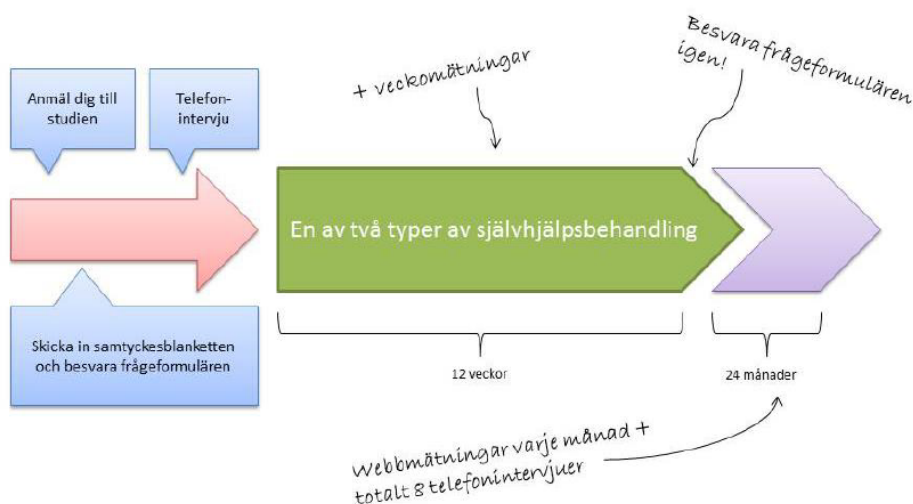 Anmäl dig till
studien
Telefon-
intervju
+ veckomätningar
Besvara frågeformulären
igen!
En av två typer av självhjälpsbehandling
Skicka in samtyckesblanketten
och besvara frågeformulären
12 veckor
24 månader
Webbmätningar varje månad +
totalt 8 telefonintervjuer